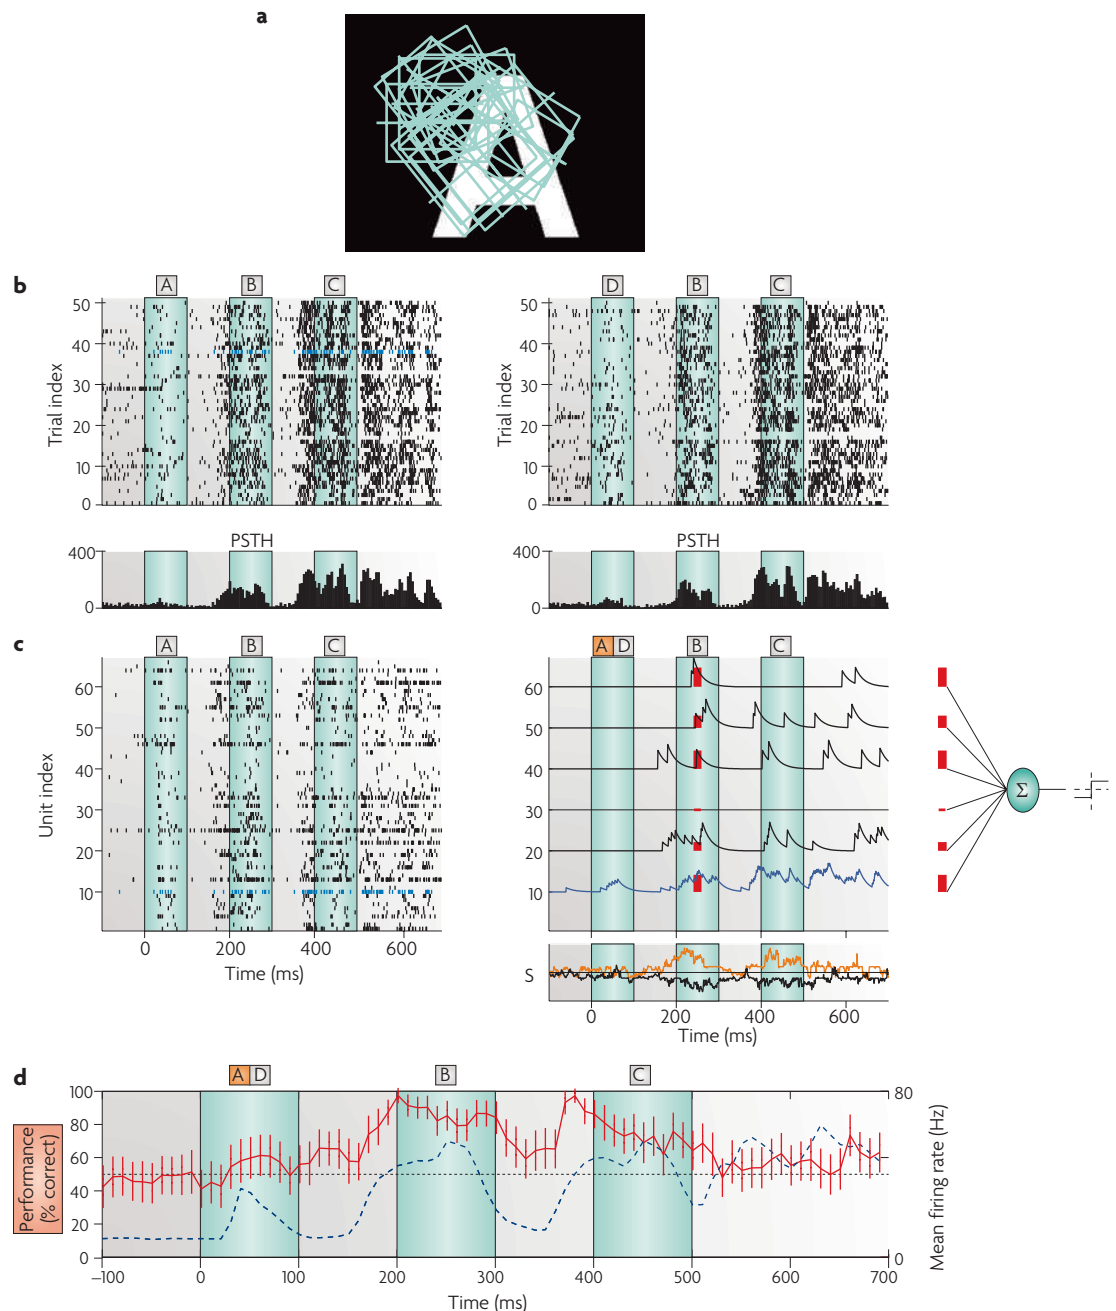 a
A
b
A B C
D B C
Trial index
50
40
30
20
10
0
Trial index
50
40
30
20
10
0
PSTH
400
0
PSTH
400
0
c
A B C
A D B C
Unit index
60
50
40
30
20
10
60
50
40
30
20
10
Σ
0 200 400 600
Time (ms)
S
0 200 400 600
Time (ms)
d
A D B C
Performance
(% correct)
100
80
60
40
20
0
80
0
Mean firing rate (Hz)
–100 0 100 200 300 400 500 600 700
Time (ms)